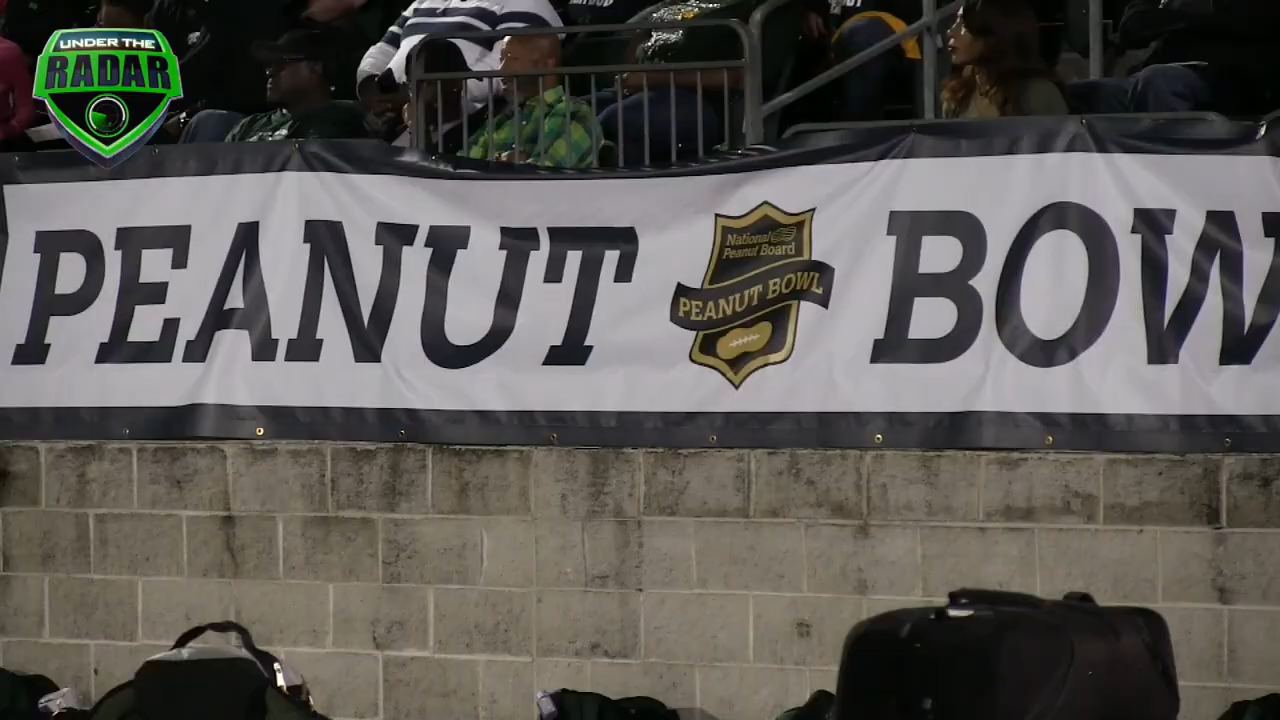 UNDER THE
RADAR
PEANUT BOW
National
Peanut Board
PEANUT BOWL